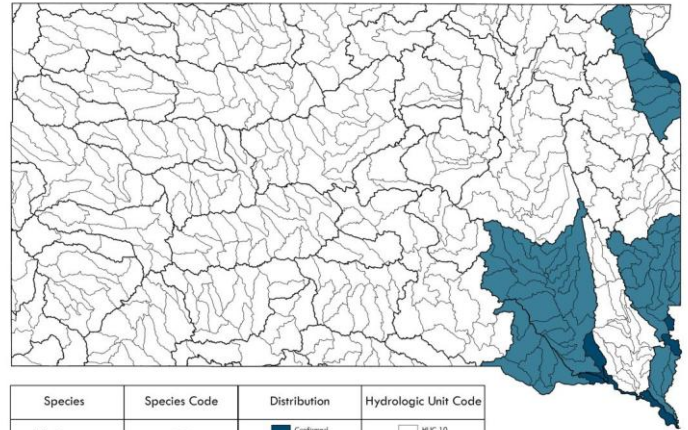 Species
Species Code
Distribution
Hydrologic Unit Code
Confirmed
HUC 10